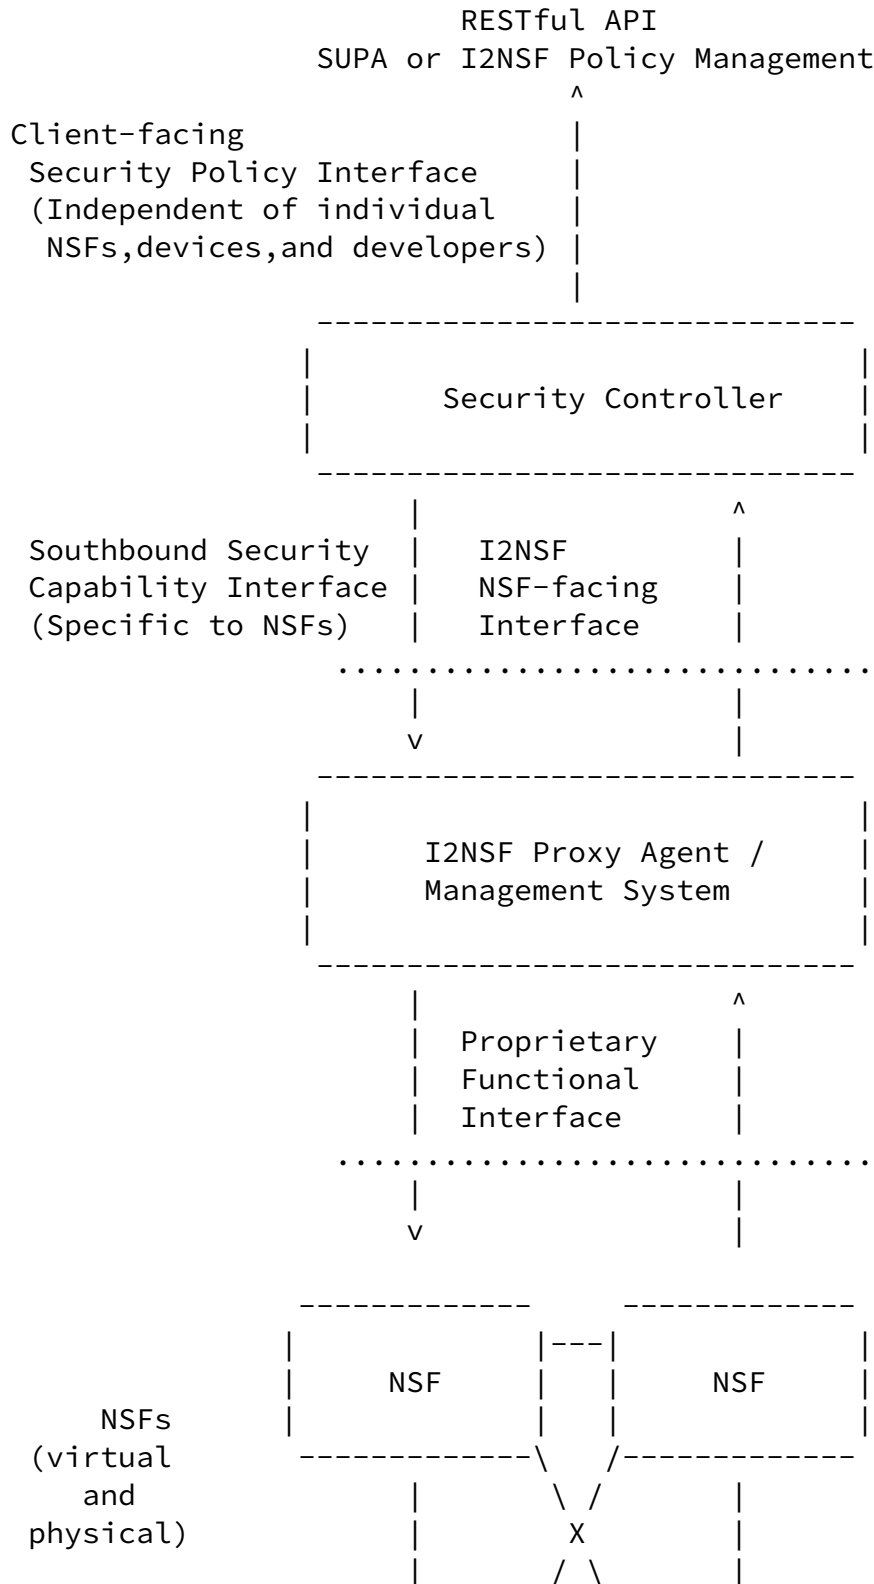 RESTful API
SUPA or I2NSF Policy Management
Client-facing
Security Policy Interface
(Independent of individual
NSFs,devices,and developers)
Security Controller
Southbound Security
Capability Interface
(Specific to NSFs)
I2NSF
NSF-facing
Interface
I2NSF Proxy Agent /
Management System
Proprietary
Functional
Interface
NSF
NSF
NSFs
(virtual
and
physical)
X